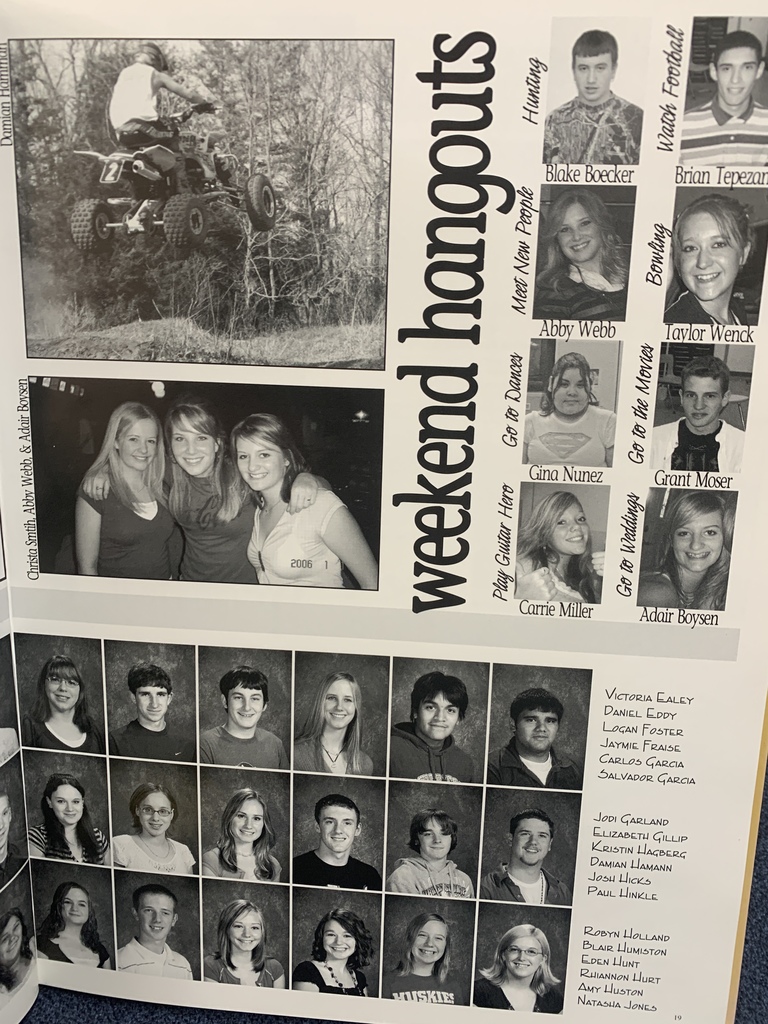 Damian Hamman
2
Christa Smith, Abby Webb, & Adair Boysen
2006 1
weekend hangouts
Hunting
Blake Boecker
Watch Football
Brian Tepezan
Meet New People
Abby Webb
Bowling
Taylor Wenck
Go to Dances
Gina Nunez
Go to the Movies
Grant Moser
Play Guitar Hero
Carrie Miller
Go to Weddings
Adair Boysen
Victoria Ealey
Daniel Eddy
Logan Foster
Jaymie Fraise
Carlos Garcia
Salvador Garcia
Jodi Garland
Elizabeth Gillip
Kristin Hagberg
Damian Hamann
Josh Hicks
Paul Hinkle
Robyn Holland
Blair Humiston
Eden Hunt
Rhiannon Hurt
Amy Huston
Natasha Jones
HUSKIES
19